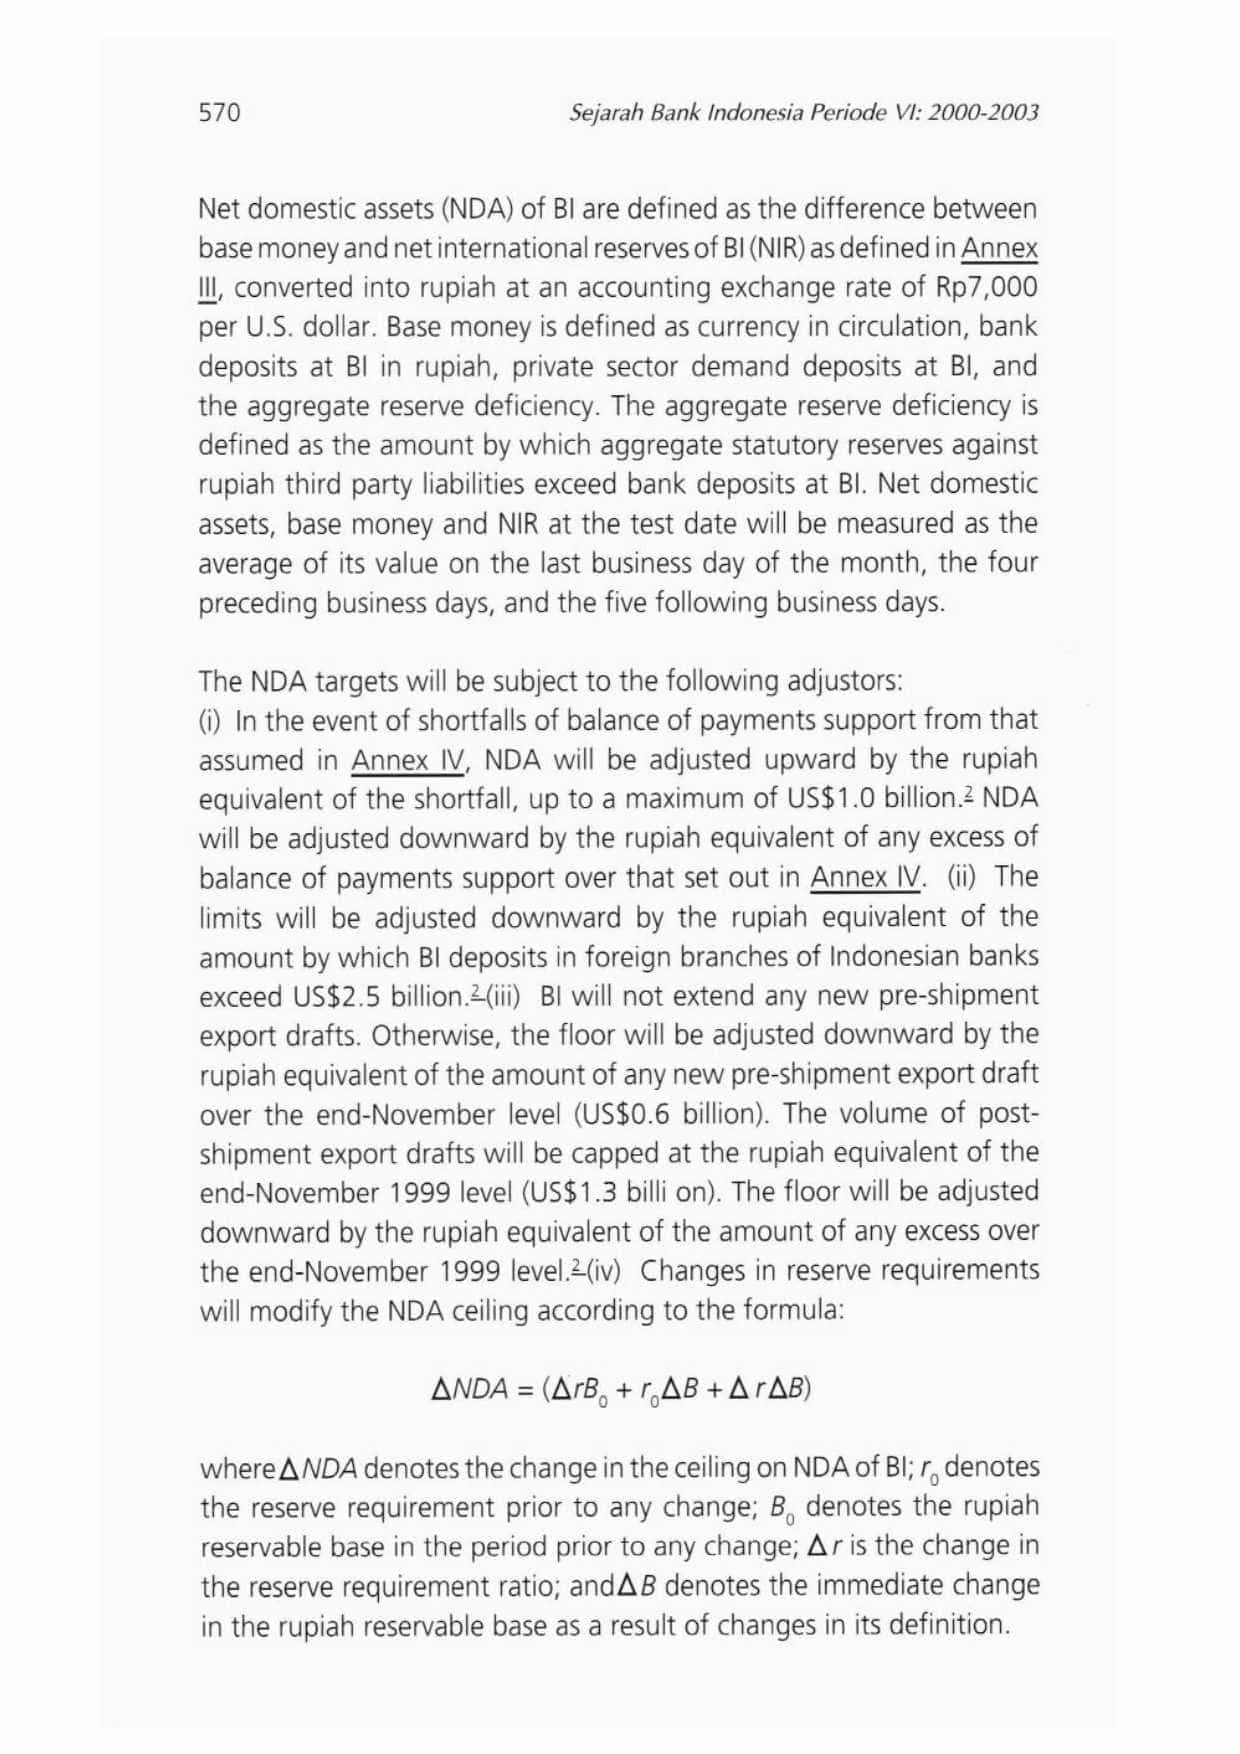 570
Sejarah Bank Indonesia Periode VI: 2000-2003
Net domestic assets (NDA) of BI are defined as the difference between
base money and net international reserves of BI (NIR) as defined in Annex
III, converted into rupiah at an accounting exchange rate of Rp7,000
per U.S. dollar. Base money is defined as currency in circulation, bank
deposits at BI in rupiah, private sector demand deposits at BI, and
the aggregate reserve deficiency. The aggregate reserve deficiency is
defined as the amount by which aggregate statutory reserves against
rupiah third party liabilities exceed bank deposits at BI. Net domestic
assets, base money and NIR at the test date will be measured as the
average of its value on the last business day of the month, the four
preceding business days, and the five following business days.
The NDA targets will be subject to the following adjustors:
(i) In the event of shortfalls of balance of payments support from that
assumed in Annex IV, NDA will be adjusted upward by the rupiah
equivalent of the shortfall, up to a maximum of US$1.0 billion.² NDA
will be adjusted downward by the rupiah equivalent of any excess of
balance of payments support over that set out in Annex IV. (ii) The
limits will be adjusted downward by the rupiah equivalent of the
amount by which BI deposits in foreign branches of Indonesian banks
exceed US$2.5 billion.² (iii) BI will not extend any new pre-shipment
export drafts. Otherwise, the floor will be adjusted downward by the
rupiah equivalent of the amount of any new pre-shipment export draft
over the end-November level (US$0.6 billion). The volume of post-
shipment export drafts will be capped at the rupiah equivalent of the
end-November 1999 level (US$1.3 billi on). The floor will be adjusted
downward by the rupiah equivalent of the amount of any excess over
the end-November 1999 level.² (iv) Changes in reserve requirements
will modify the NDA ceiling according to the formula:
ΔNDA = (ΔrB₀ + r₀ΔB + Δ rΔB)
where Δ NDA denotes the change in the ceiling on NDA of BI; r₀ denotes
the reserve requirement prior to any change; B₀ denotes the rupiah
reservable base in the period prior to any change; Δ r is the change in
the reserve requirement ratio; andΔ B denotes the immediate change
in the rupiah reservable base as a result of changes in its definition.